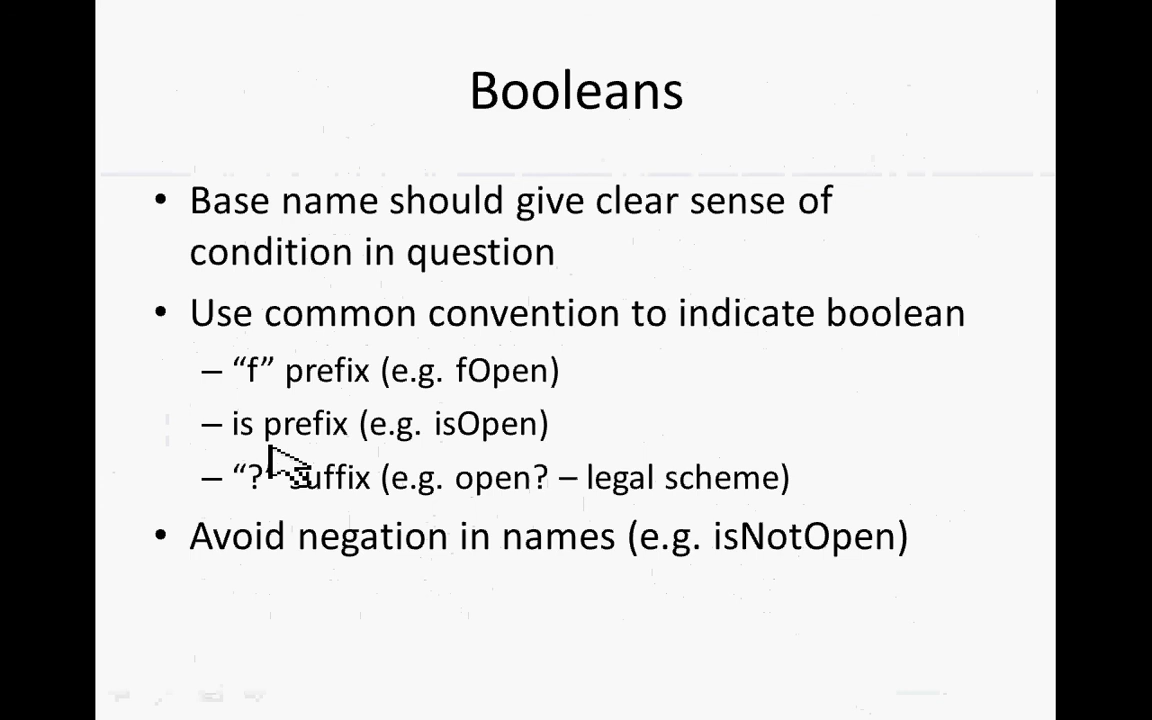 Booleans
• Base name should give clear sense of
condition in question
• Use common convention to indicate boolean
– “f” prefix (e.g. fOpen)
– is prefix (e.g. isOpen)
– “?” suffix (e.g. open? – legal scheme)
• Avoid negation in names (e.g. isNotOpen)